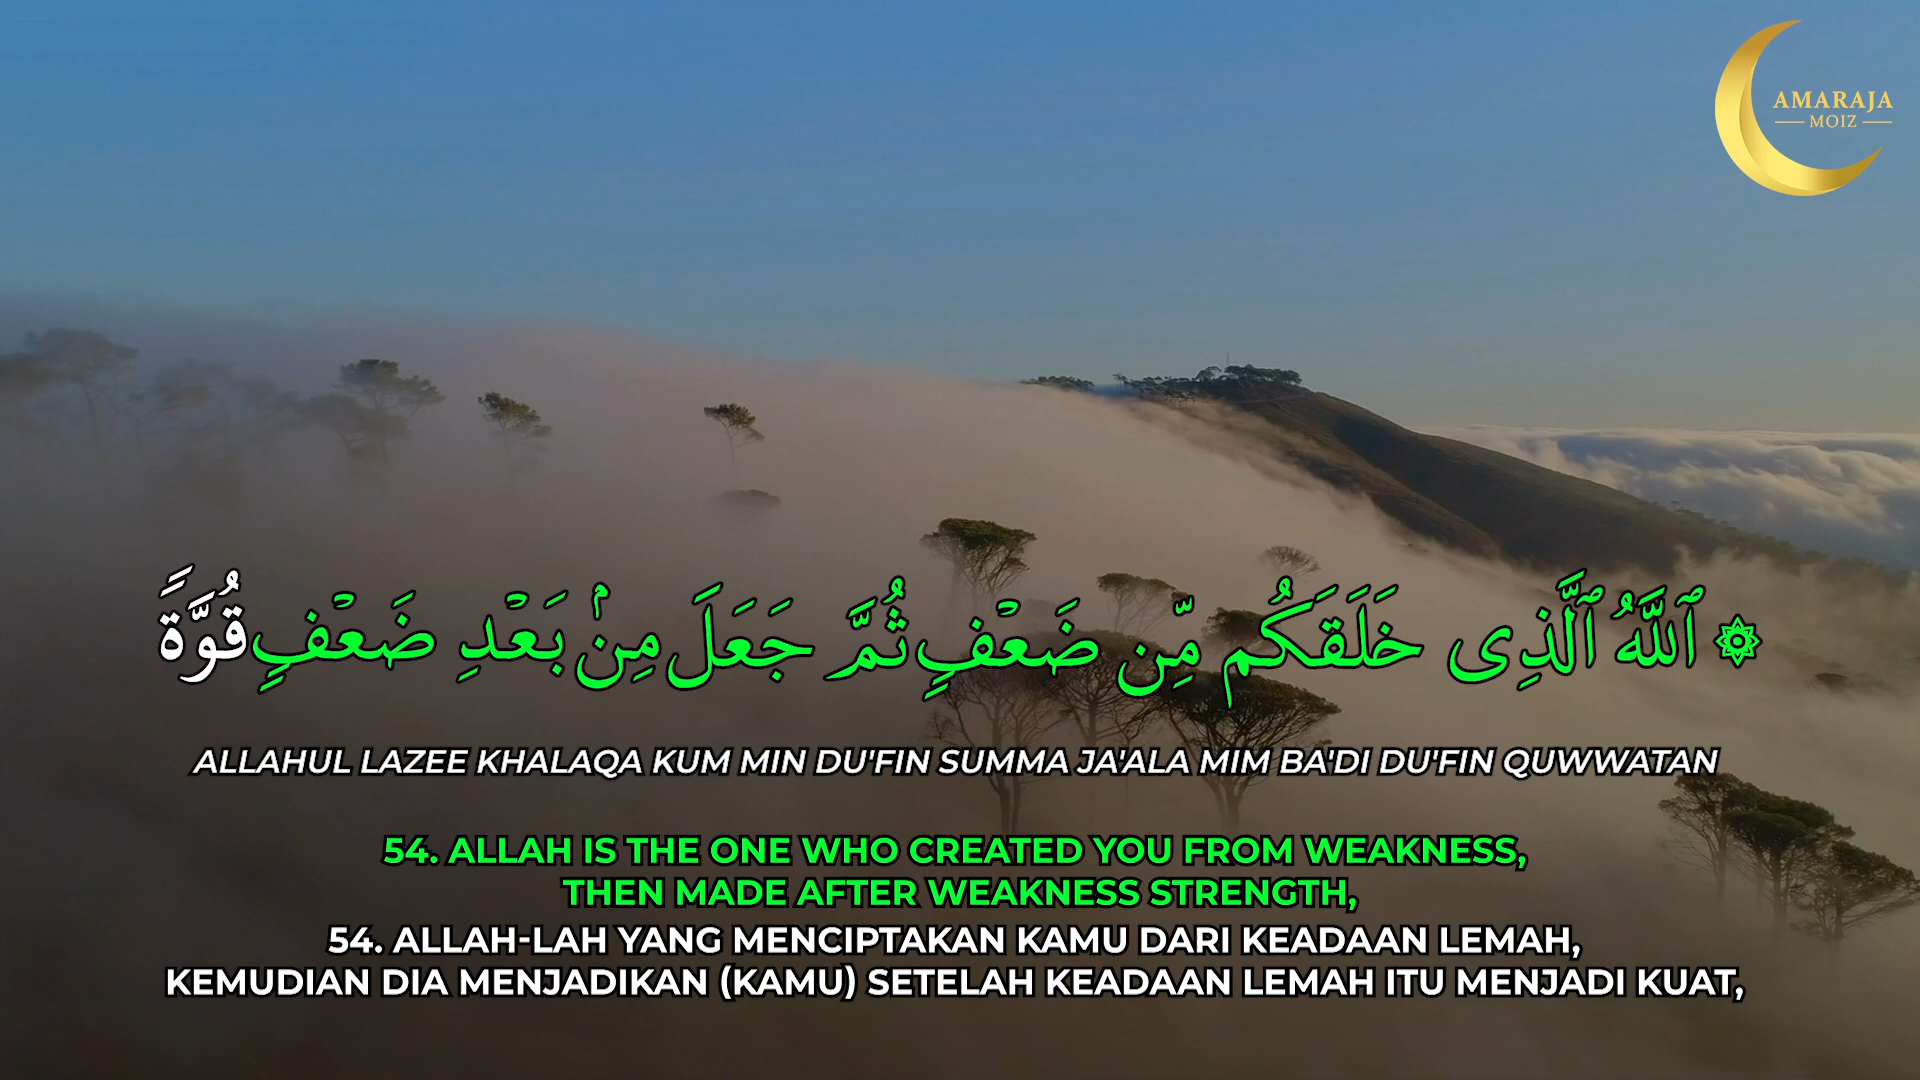 AMARAJA
MOIZ
۞ ٱللَّهُ ٱلَّذِى خَلَقَكُم مِّن ضَعْفٍ ثُمَّ جَعَلَ مِنۢ بَعْدِ ضَعْفٍ قُوَّةً
ALLAHUL LAZEE KHALAQA KUM MIN DU'FIN SUMMA JA'ALA MIM BA'DI DU'FIN QUWWATAN
54. ALLAH IS THE ONE WHO CREATED YOU FROM WEAKNESS,
THEN MADE AFTER WEAKNESS STRENGTH,
54. ALLAH-LAH YANG MENCIPTAKAN KAMU DARI KEADAAN LEMAH,
KEMUDIAN DIA MENJADIKAN (KAMU) SETELAH KEADAAN LEMAH ITU MENJADI KUAT,